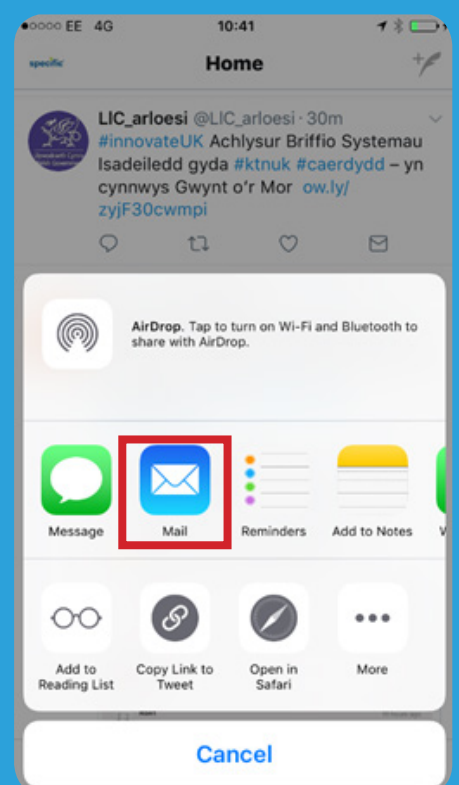 EE 4G 10:41
specific Home
LlC_arloesi @LlC_arloesi · 30m
#innovateUK Achlysur Briffio Systemau
Isadeiledd gyda #ktnuk #caerdydd – yn
cynnwys Gwynt o'r Mor ow.ly/
zyjF30cwmpi
AirDrop. Tap to turn on Wi-Fi and Bluetooth to
share with AirDrop.
Message Mail Reminders Add to Notes
Add to Reading List
Copy Link to Tweet
Open in Safari
More
Cancel